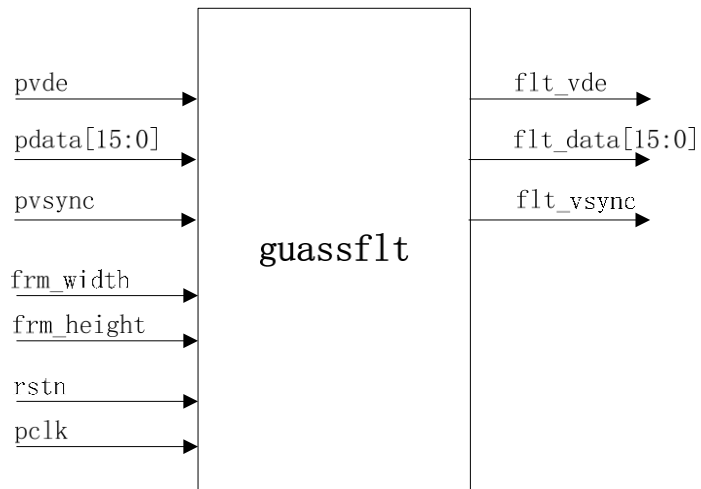 pvde
flt_vde
pdata[15:0]
flt_data[15:0]
pvsync
flt_vsync
guassflt
frm_width
frm_height
rstn
pclk